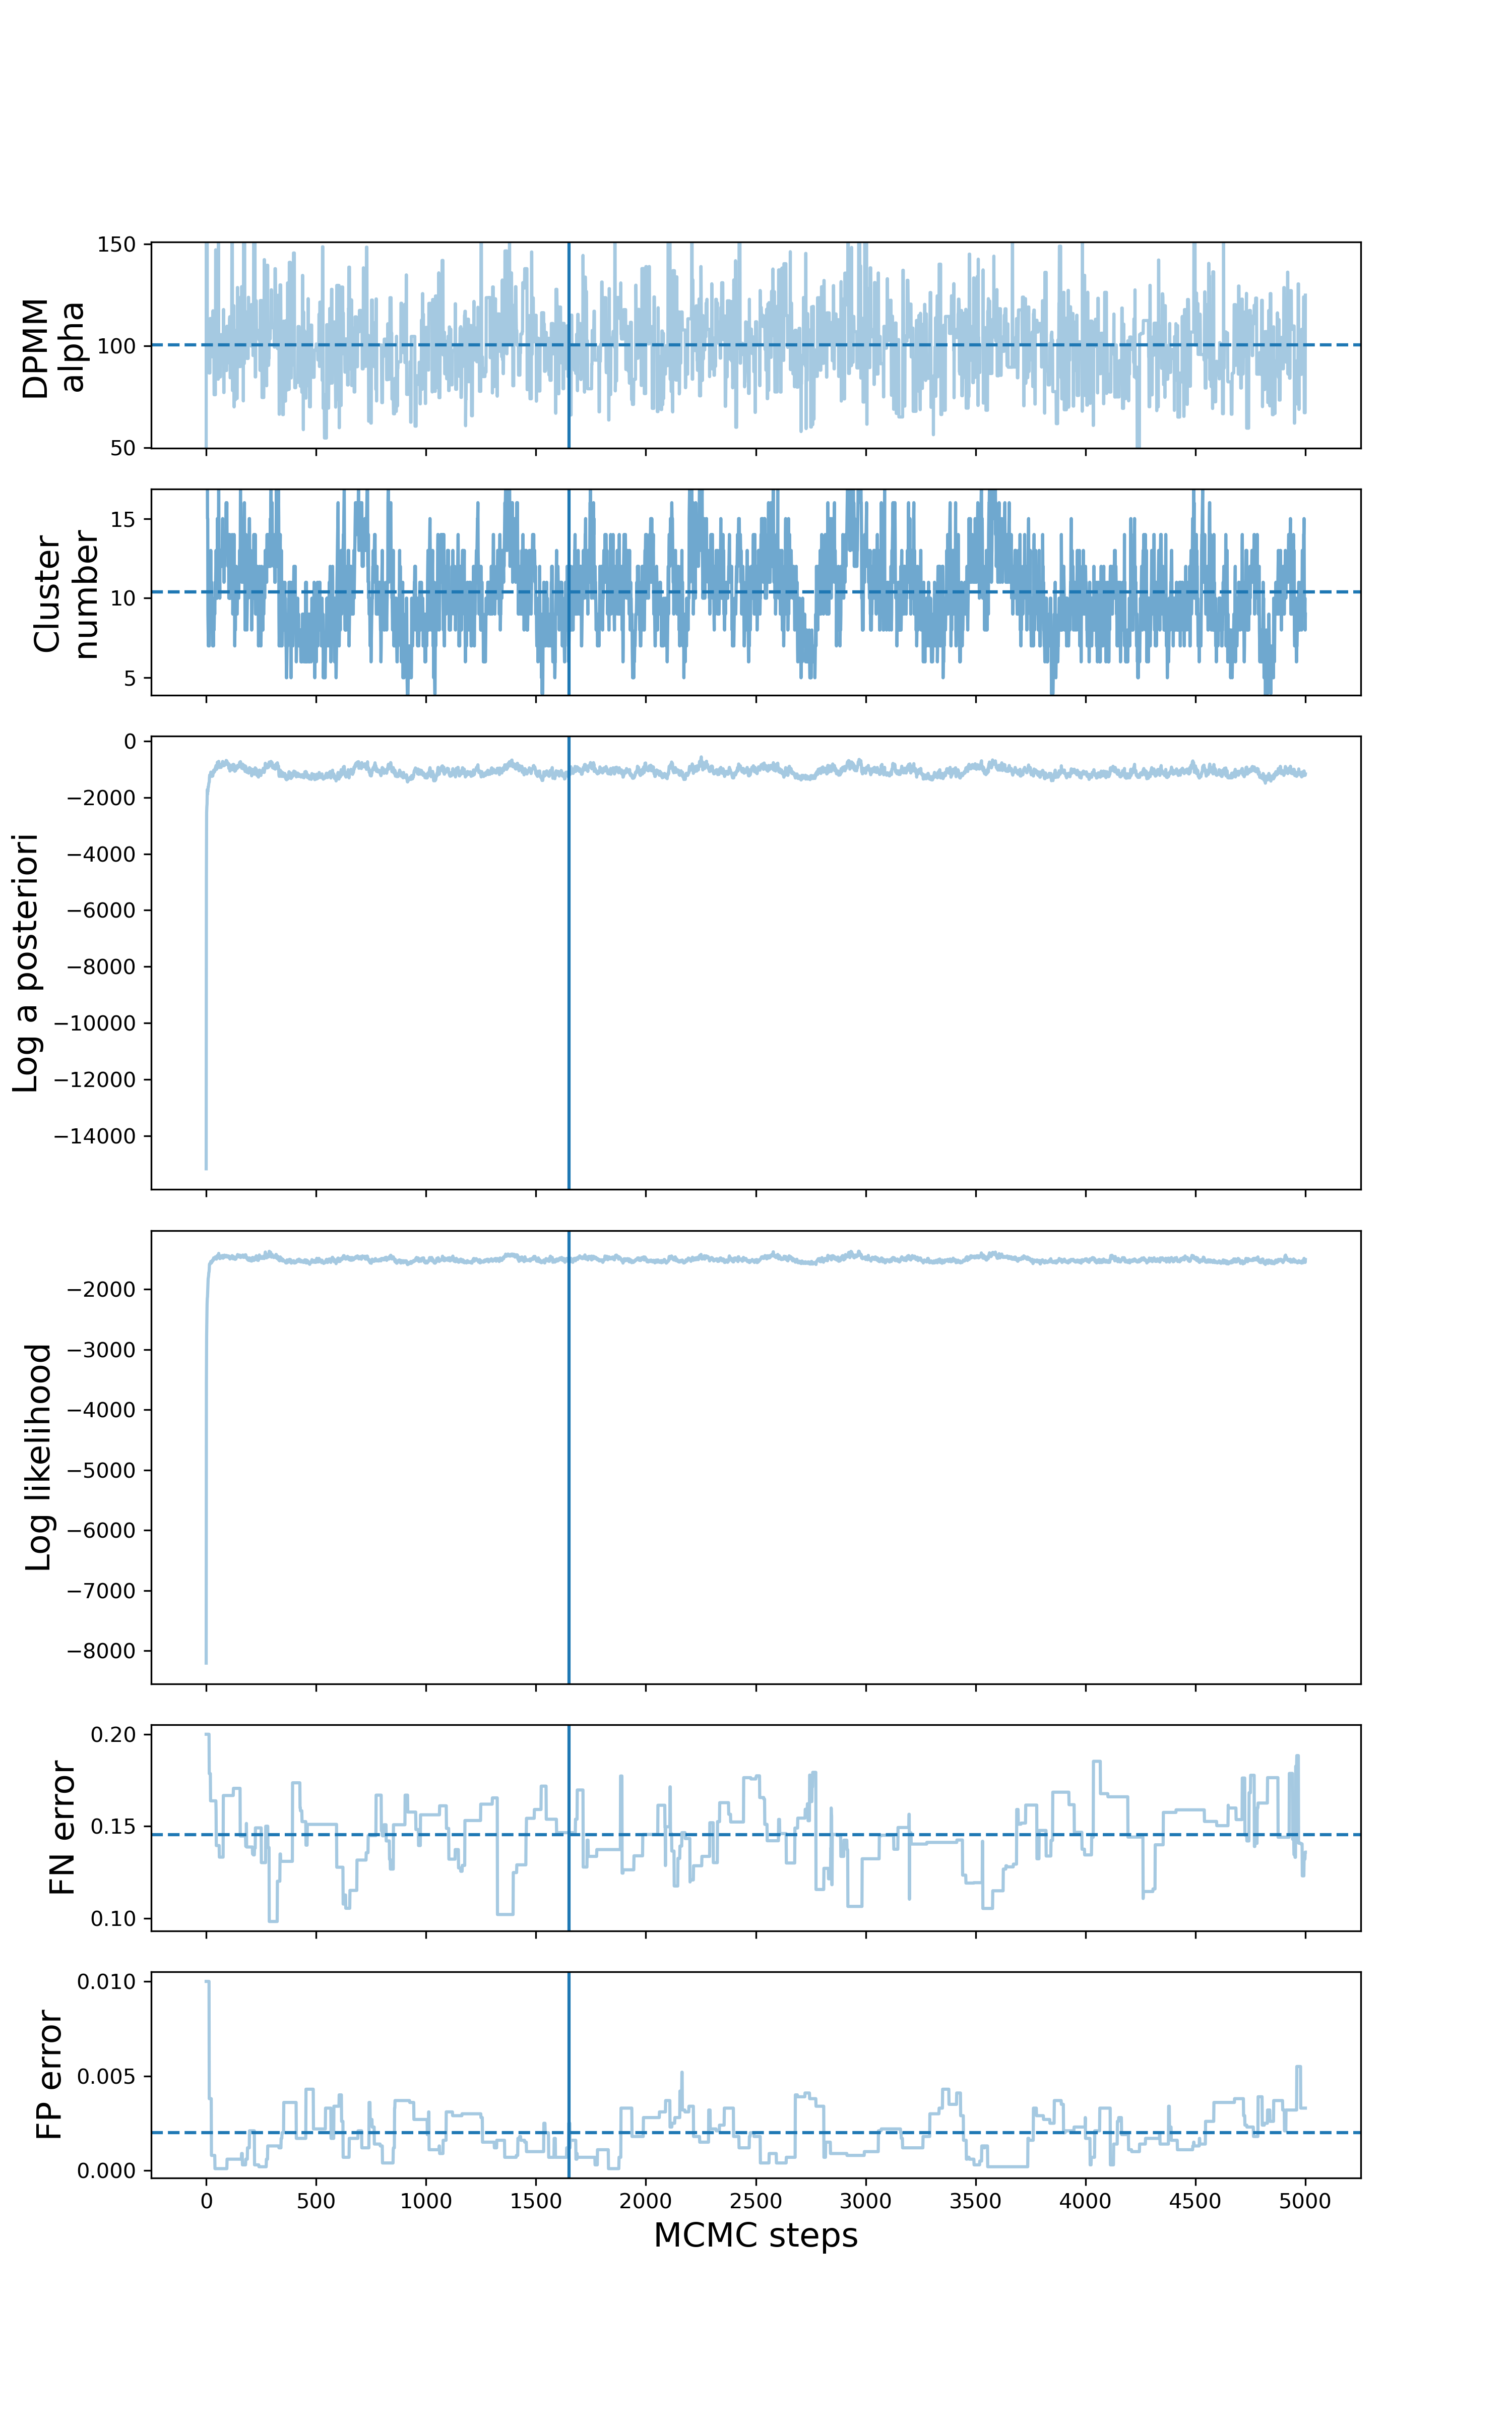 DPMM
alpha
150
100
50
Cluster
number
15
10
5
Log a posteriori
0
−2000
−4000
−6000
−8000
−10000
−12000
−14000
Log likelihood
−2000
−3000
−4000
−5000
−6000
−7000
−8000
FN error
0.20
0.15
0.10
FP error
0.010
0.005
0.000
0 500 1000 1500 2000 2500 3000 3500 4000 4500 5000
MCMC steps